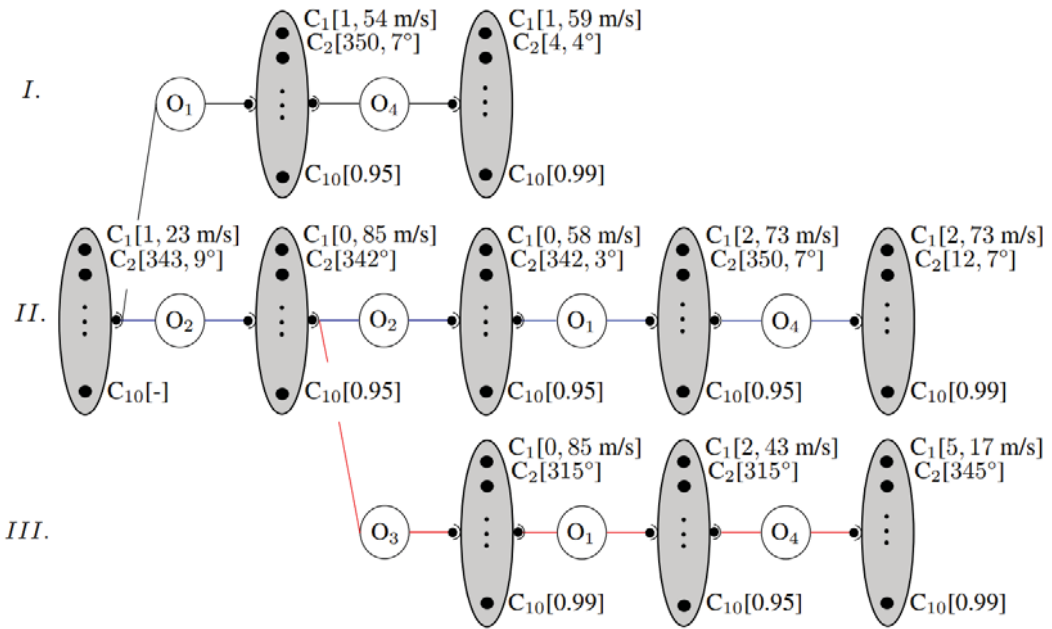 C₁[1, 54 m/s] C₁[1, 59 m/s]
C₂[350, 7°] C₂[4, 4°]
I. O₁ O₄
C₁₀[0.95] C₁₀[0.99]
C₁[1, 23 m/s] C₁[0, 85 m/s] C₁[0, 58 m/s] C₁[2, 73 m/s] C₁[2, 73 m/s]
C₂[343, 9°] C₂[342°] C₂[342, 3°] C₂[350, 7°] C₂[12, 7°]
II. O₂ O₂ O₁ O₄
C₁₀[-] C₁₀[0.95] C₁₀[0.95] C₁₀[0.95] C₁₀[0.99]
C₁[0, 85 m/s] C₁[2, 43 m/s] C₁[5, 17 m/s]
C₂[315°] C₂[315°] C₂[345°]
III. O₃ O₁ O₄
C₁₀[0.99] C₁₀[0.95] C₁₀[0.99]